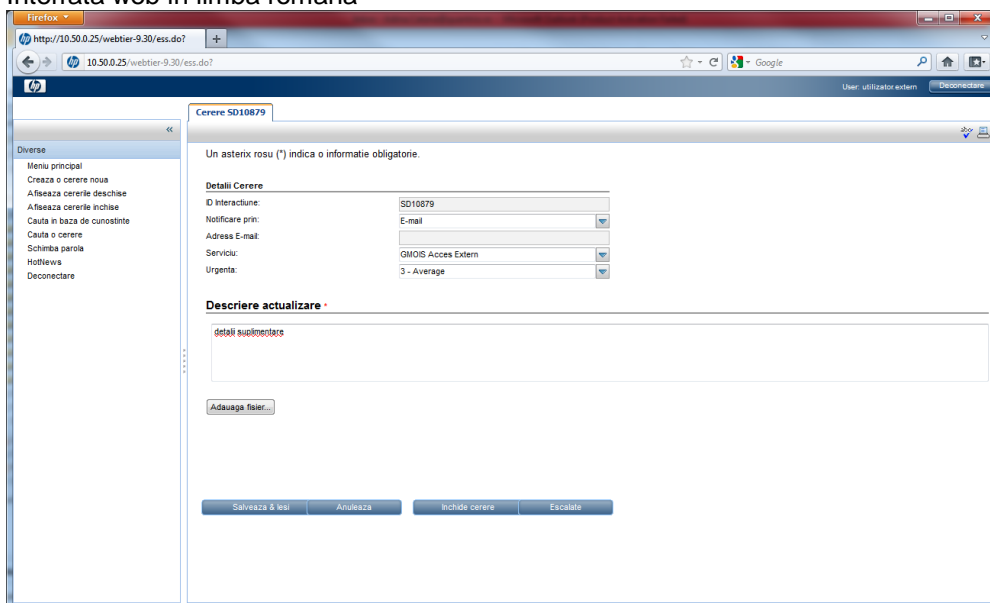 Interfata web in limba romana
Firefox
http://10.50.0.25/webtier-9.30/ess.do?
10.50.0.25/webtier-9.30/ess.do?
Google
hp
User: utilizator.extern
Deconectare
Cerere SD10879
Diverse
Meniu principal
Creaza o cerere noua
Afiseaza cererile deschise
Afiseaza cererile inchise
Cauta in baza de cunostinte
Cauta o cerere
Schimba parola
HotNews
Deconectare
Un asterix rosu (*) indica o informatie obligatorie.
Detalii Cerere
ID Interactiune: SD10879
Notificare prin: E-mail
Adress E-mail:
Serviciu: GMOIS Acces Extern
Urgenta: 3 - Average
Descriere actualizare *
detalii suplimentare
Adauaga fisier...
Salveaza & Iesi Anuleaza Inchide cerere Escalate